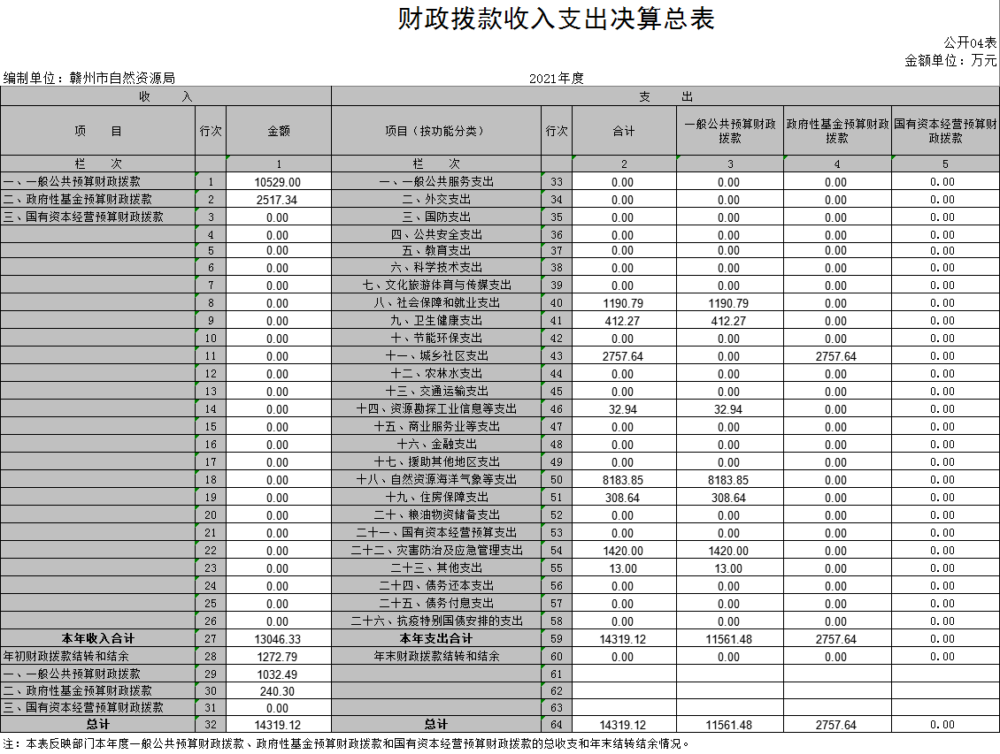 财政拨款收入支出决算总表
公开04表
金额单位：万元
编制单位：赣州市自然资源局 2021年度
收 入 支 出
项 目 行次 金额 项目（按功能分类） 行次 合计 一般公共预算财政拨款 政府性基金预算财政拨款 国有资本经营预算财政拨款
栏 次 1 栏 次 2 3 4 5
一、一般公共预算财政拨款 1 10529.00 一、一般公共服务支出 33 0.00 0.00 0.00 0.00
二、政府性基金预算财政拨款 2 2517.34 二、外交支出 34 0.00 0.00 0.00 0.00
三、国有资本经营预算财政拨款 3 0.00 三、国防支出 35 0.00 0.00 0.00 0.00
4 0.00 四、公共安全支出 36 0.00 0.00 0.00 0.00
5 0.00 五、教育支出 37 0.00 0.00 0.00 0.00
6 0.00 六、科学技术支出 38 0.00 0.00 0.00 0.00
7 0.00 七、文化旅游体育与传媒支出 39 0.00 0.00 0.00 0.00
8 0.00 八、社会保障和就业支出 40 1190.79 1190.79 0.00 0.00
9 0.00 九、卫生健康支出 41 412.27 412.27 0.00 0.00
10 0.00 十、节能环保支出 42 0.00 0.00 0.00 0.00
11 0.00 十一、城乡社区支出 43 2757.64 0.00 2757.64 0.00
12 0.00 十二、农林水支出 44 0.00 0.00 0.00 0.00
13 0.00 十三、交通运输支出 45 0.00 0.00 0.00 0.00
14 0.00 十四、资源勘探工业信息等支出 46 32.94 32.94 0.00 0.00
15 0.00 十五、商业服务业等支出 47 0.00 0.00 0.00 0.00
16 0.00 十六、金融支出 48 0.00 0.00 0.00 0.00
17 0.00 十七、援助其他地区支出 49 0.00 0.00 0.00 0.00
18 0.00 十八、自然资源海洋气象等支出 50 8183.85 8183.85 0.00 0.00
19 0.00 十九、住房保障支出 51 308.64 308.64 0.00 0.00
20 0.00 二十、粮油物资储备支出 52 0.00 0.00 0.00 0.00
21 0.00 二十一、国有资本经营预算支出 53 0.00 0.00 0.00 0.00
22 0.00 二十二、灾害防治及应急管理支出 54 1420.00 1420.00 0.00 0.00
23 0.00 二十三、其他支出 55 13.00 13.00 0.00 0.00
24 0.00 二十四、债务还本支出 56 0.00 0.00 0.00 0.00
25 0.00 二十五、债务付息支出 57 0.00 0.00 0.00 0.00
26 0.00 二十六、抗疫特别国债安排的支出 58 0.00 0.00 0.00 0.00
本年收入合计 27 13046.33 本年支出合计 59 14319.12 11561.48 2757.64 0.00
年初财政拨款结转和结余 28 1272.79 年末财政拨款结转和结余 60 0.00 0.00 0.00 0.00
一、一般公共预算财政拨款 29 1032.49 61
二、政府性基金预算财政拨款 30 240.30 62
三、国有资本经营预算财政拨款 31 0.00 63
总计 32 14319.12 总计 64 14319.12 11561.48 2757.64 0.00
注：本表反映部门本年度一般公共预算财政拨款、政府性基金预算财政拨款和国有资本经营预算财政拨款的总收支和年末结转结余情况。